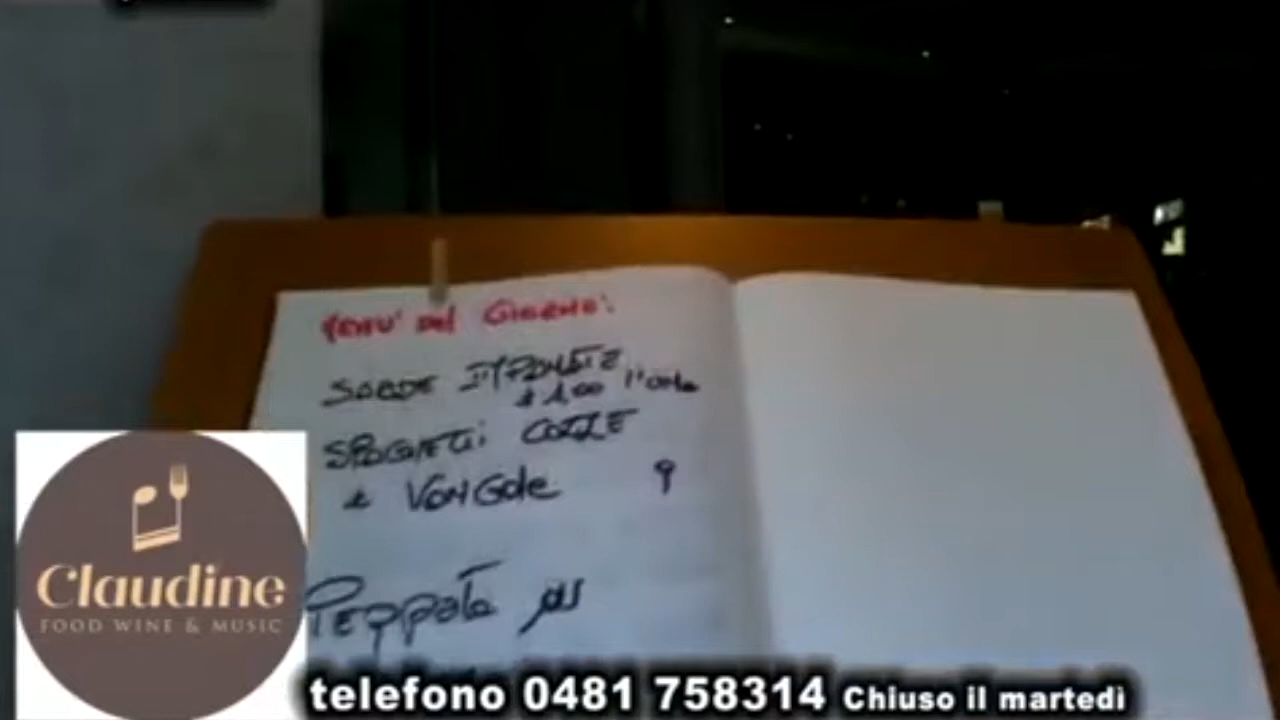 MENU' del GIORNO:
SARDE IMPANATE
€ 1,00 l'una
SPAGHETTI COZZE
e VONGOLE 9
PEPPATA
Claudine
FOOD WINE & MUSIC
telefono 0481 758314 Chiuso il martedì